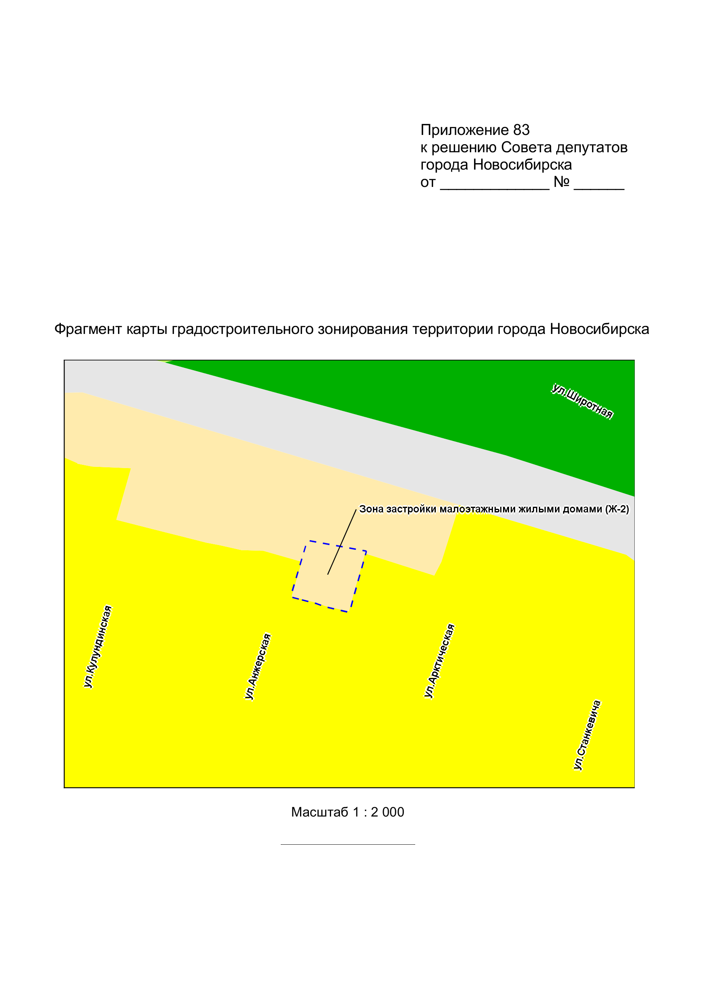 Приложение 83
к решению Совета депутатов
города Новосибирска
от _____________ № ______
Фрагмент карты градостроительного зонирования территории города Новосибирска
ул.Широтная
Зона застройки малоэтажными жилыми домами (Ж-2)
ул.Кулундинская
ул.Анжерская
ул.Арктическая
ул.Станкевича
Масштаб 1 : 2 000